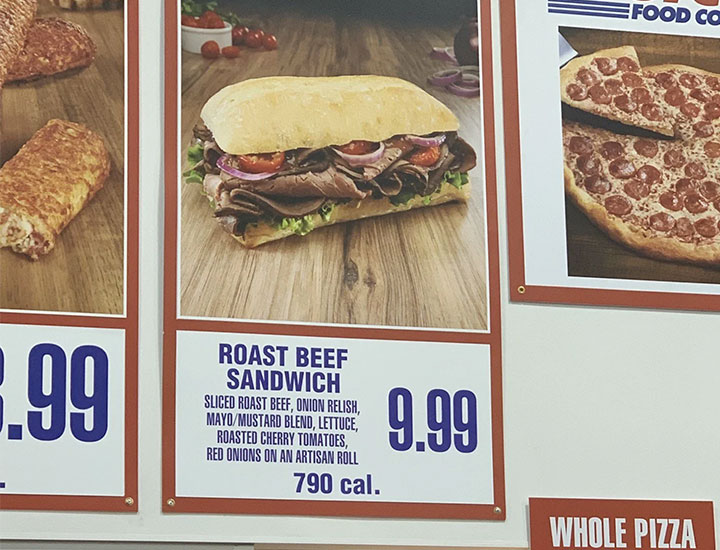 FOOD CO
.99
ROAST BEEF
SANDWICH
SLICED ROAST BEEF, ONION RELISH,
MAYO/MUSTARD BLEND, LETTUCE,
ROASTED CHERRY TOMATOES,
RED ONIONS ON AN ARTISAN ROLL
9.99
790 cal.
WHOLE PIZZA